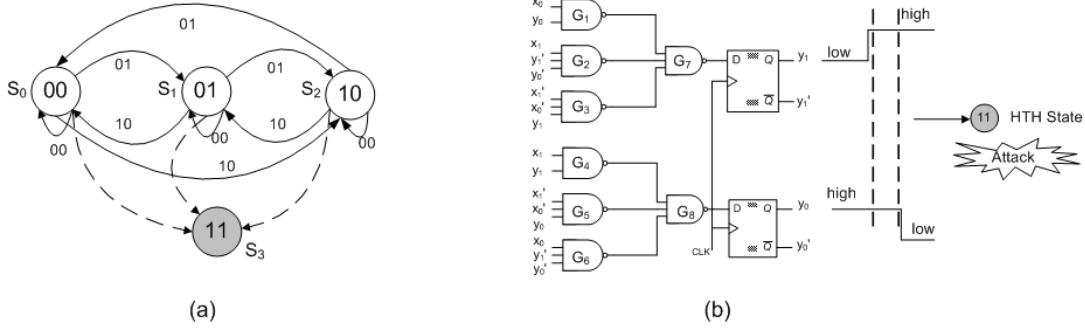 01
01
01
S₀
00
S₁
01
S₂
10
10
10
00
00
00
10
11
S₃
(a)
x₀
y₀
G₁
x₁
y₁'
y₀'
G₂
x₁'
x₀'
y₁
G₃
G₇
D
Q
Q
y₁
y₁'
low
high
x₁
y₁
G₄
x₁'
x₀'
y₀
G₅
x₀
y₁'
y₀'
G₆
G₈
CLK
D
Q
Q
y₀
y₀'
high
low
11
HTH State
Attack
(b)